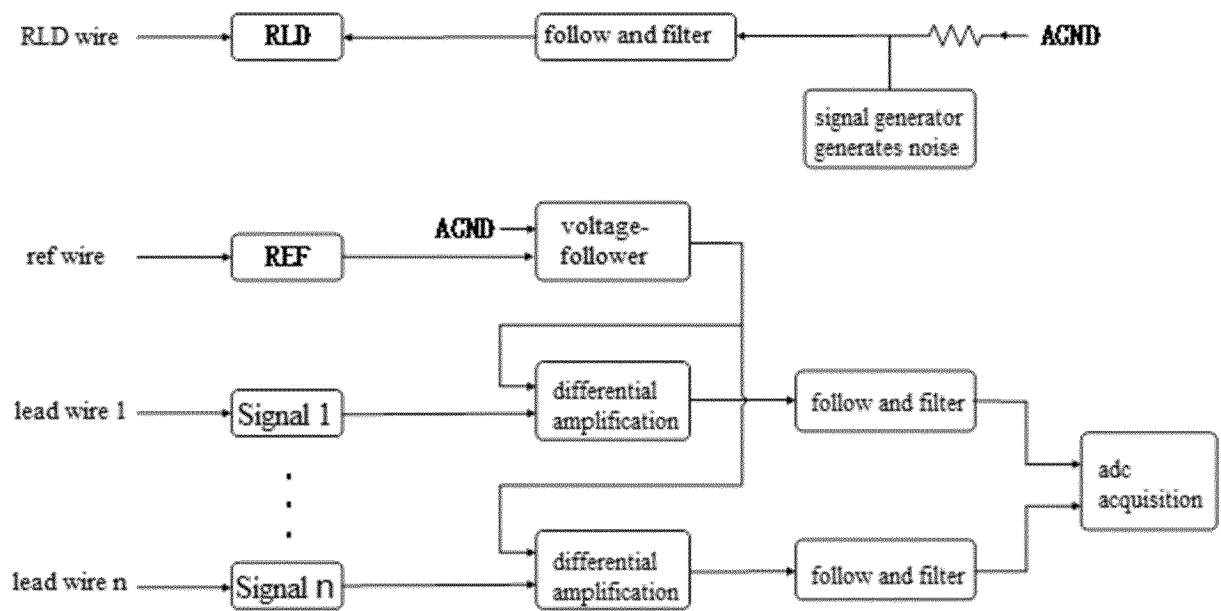 RLD wire
RLD
follow and filter
AGND
signal generator
generates noise
AGND
voltage-
follower
ref wire
REF
differential
amplification
lead wire 1
Signal 1
follow and filter
adc
acquisition
differential
amplification
lead wire n
Signal n
follow and filter